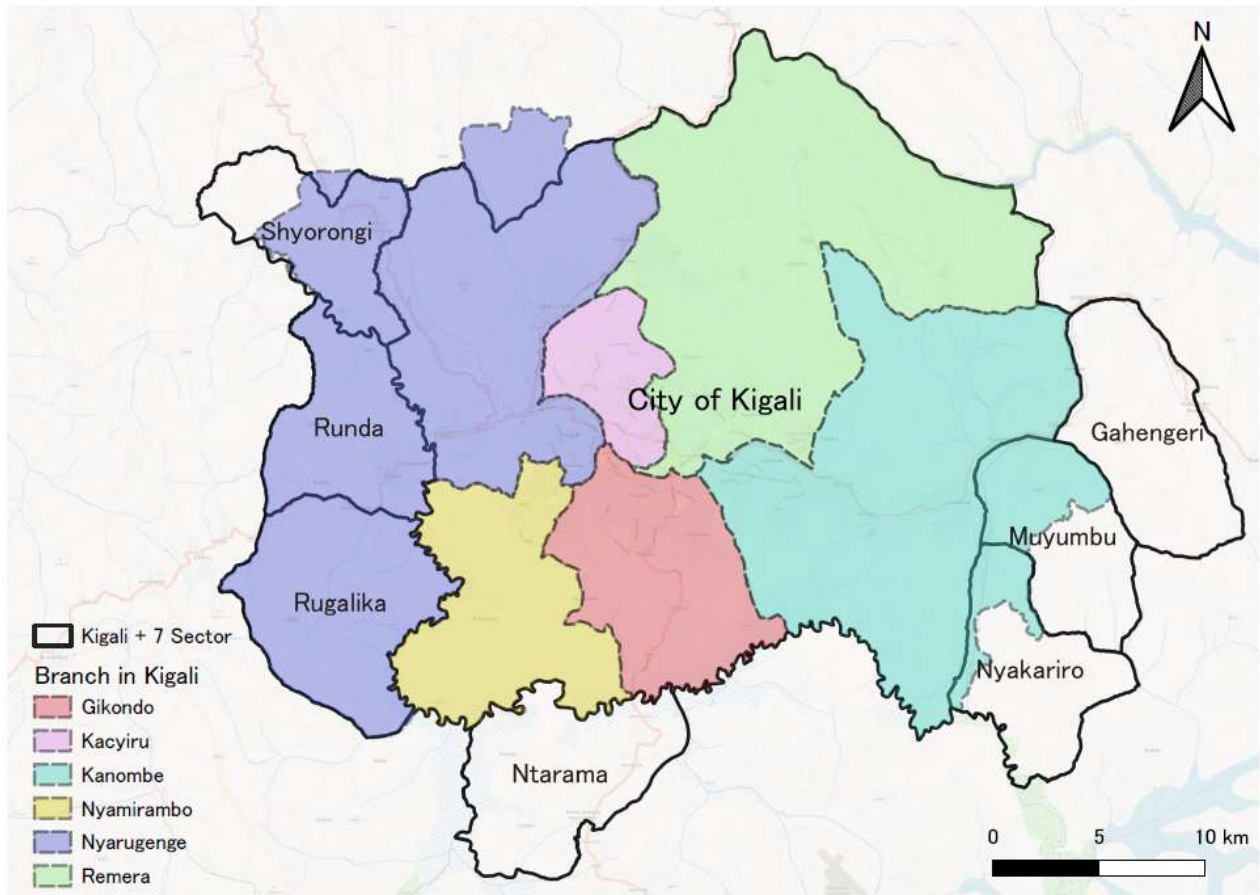 N
Shyorongi
City of Kigali
Runda
Gahengeri
Muyumbu
Rugalika
Nyakariro
Ntarama
Kigali + 7 Sector
Branch in Kigali
Gikondo
Kacyiru
Kanombe
Nyamirambo
Nyarugenge
Remera
0 5 10 km